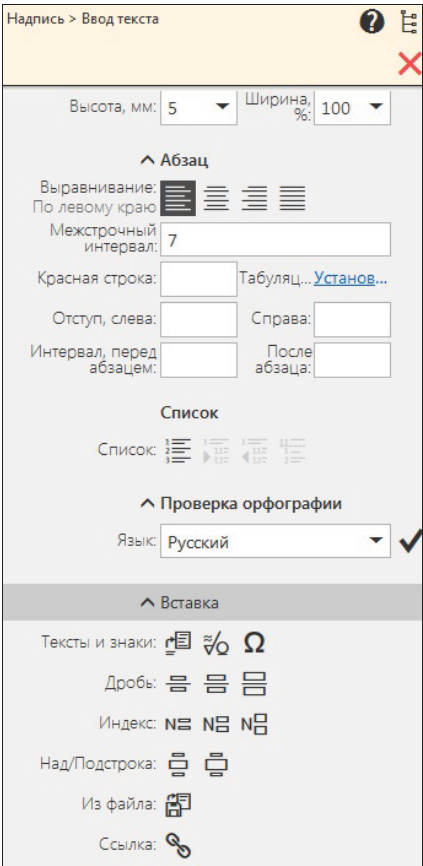 Надпись > Ввод текста
Высота, мм: 5 Ширина, %: 100
Абзац
Выравнивание:
По левому краю
Межстрочный интервал: 7
Красная строка: Табуляц... Установ...
Отступ, слева: Справа:
Интервал, перед абзацем: После абзаца:
Список
Список:
Проверка орфографии
Язык: Русский
Вставка
Тексты и знаки: Ω
Дробь:
Индекс: N N N
Над/Подстрока:
Из файла:
Ссылка: